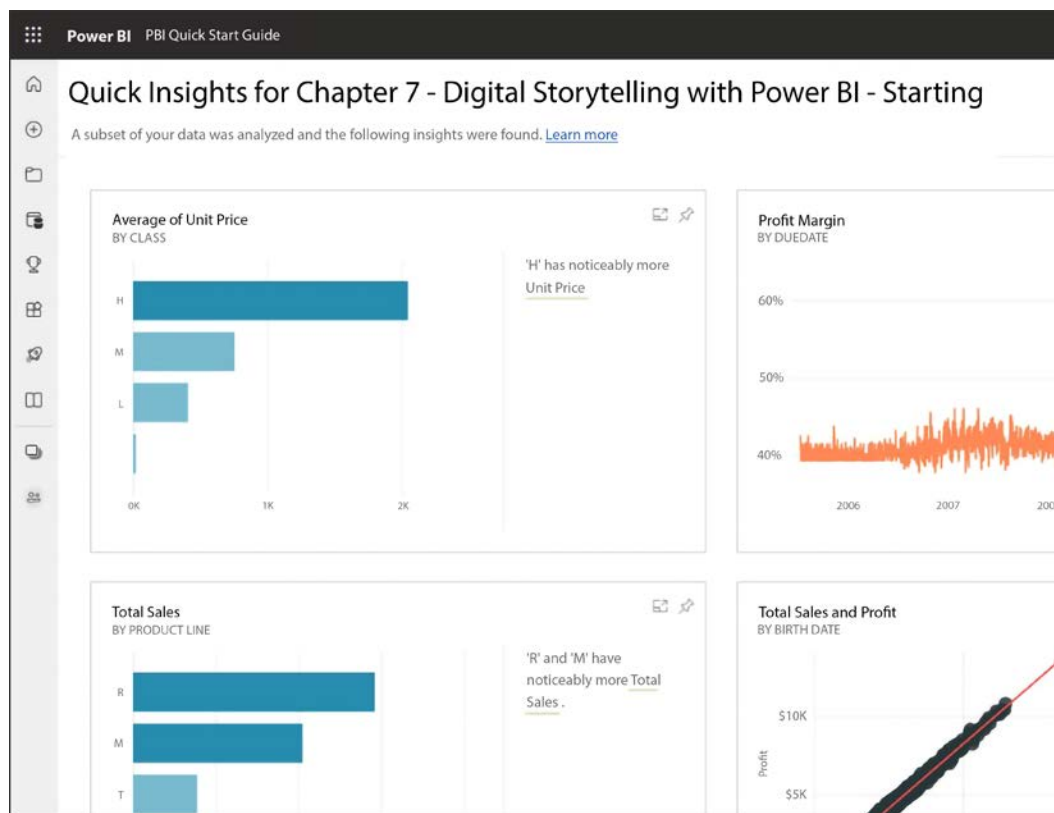 Power BI PBI Quick Start Guide
Quick Insights for Chapter 7 - Digital Storytelling with Power BI - Starting
A subset of your data was analyzed and the following insights were found. Learn more
Average of Unit Price
BY CLASS
'H' has noticeably more
Unit Price
H
M
L
0K 1K 2K
Profit Margin
BY DUEDATE
60%
50%
40%
2006 2007 200
Total Sales
BY PRODUCT LINE
'R' and 'M' have
noticeably more Total
Sales .
R
M
T
Total Sales and Profit
BY BIRTH DATE
$10K
Profit
$5K